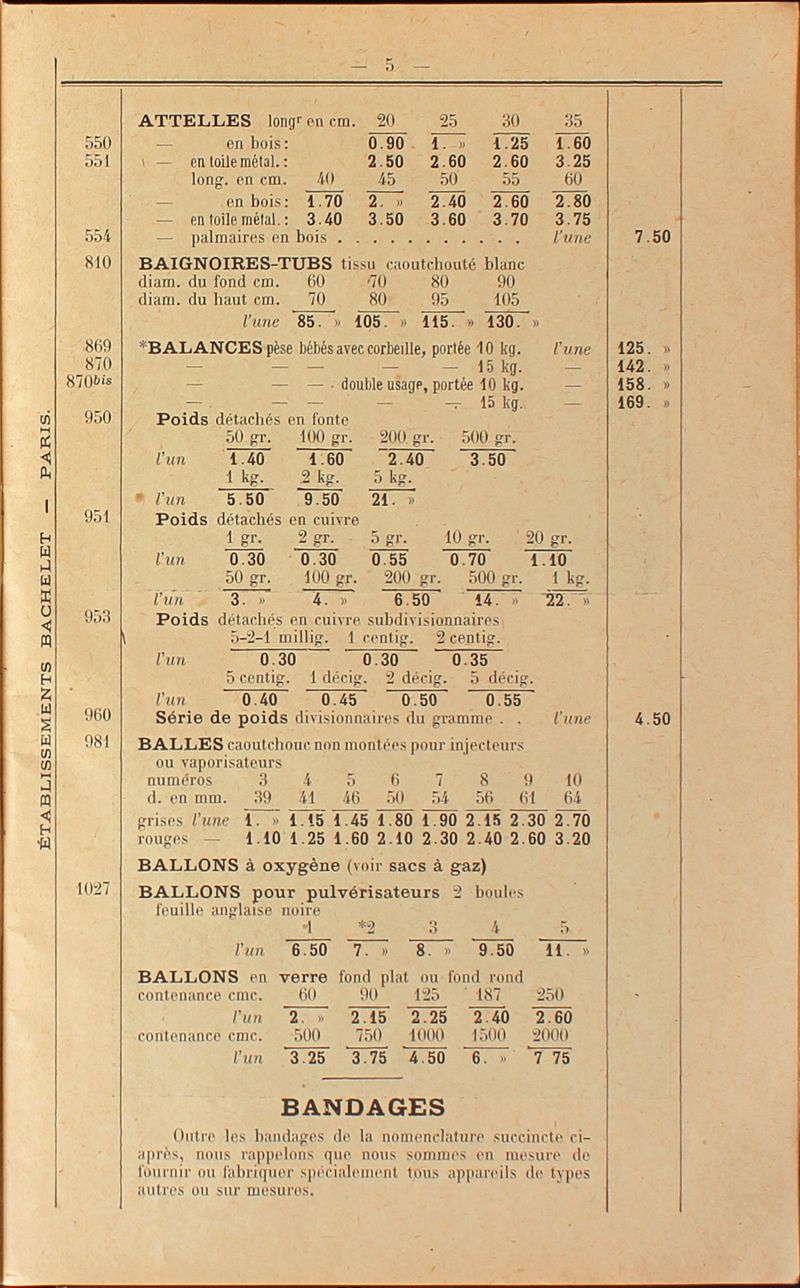 — 5 —
ATTELLES longʳ en cm. 20 25 30 35
550 — en bois: 0.90 1. » 1.25 1.60
551 — en toile métal.: 2.50 2.60 2.60 3.25
long. en cm. 40 45 50 55 60
— en bois: 1.70 2. » 2.40 2.60 2.80
— en toile métal.: 3.40 3.50 3.60 3.70 3.75
554 — palmaires en bois . . . . . . . . . . . . l'une 7.50
810 BAIGNOIRES-TUBS tissu caoutchouté blanc
diam. du fond cm. 60 70 80 90
diam. du haut cm. 70 80 95 105
l'une 85. » 105. » 115. » 130. »
869 *BALANCES pèse bébés avec corbeille, portée 10 kg. l'une 125. »
870 — — — — — 15 kg. — 142. »
870bis — — — double usage, portée 10 kg. — 158. »
— — — — — 15 kg. — 169. »
950 Poids détachés en fonte
50 gr. 100 gr. 200 gr. 500 gr.
l'un 1.40 1.60 2.40 3.50
1 kg. 2 kg. 5 kg.
l'un 5.50 9.50 21. »
951 Poids détachés en cuivre
1 gr. 2 gr. 5 gr. 10 gr. 20 gr.
l'un 0.30 0.30 0.55 0.70 1.10
50 gr. 100 gr. 200 gr. 500 gr. 1 kg.
l'un 3. » 4. » 6.50 14. » 22. »
953 Poids détachés en cuivre subdivisionnaires
5-2-1 millig. 1 centig. 2 centig.
l'un 0.30 0.30 0.35
5 centig. 1 décig. 2 décig. 5 décig.
l'un 0.40 0.45 0.50 0.55
960 Série de poids divisionnaires du gramme . . l'une 4.50
981 BALLES caoutchouc non montées pour injecteurs
ou vaporisateurs
numéros 3 4 5 6 7 8 9 10
d. en mm. 39 41 46 50 54 56 61 64
grises l'une 1. » 1.15 1.45 1.80 1.90 2.15 2.30 2.70
rouges — 1.10 1.25 1.60 2.10 2.30 2.40 2.60 3.20
BALLONS à oxygène (voir sacs à gaz)
1027 BALLONS pour pulvérisateurs 2 boules
feuille anglaise noire
1 *2 3 4 5
l'un 6.50 7. » 8. » 9.50 11. »
BALLONS en verre fond plat ou fond rond
contenance cmc. 60 90 125 187 250
l'un 2. » 2.15 2.25 2.40 2.60
contenance cmc. 500 750 1000 1500 2000
l'un 3.25 3.75 4.50 6. » 7 75
BANDAGES
Outre les bandages de la nomenclature succincte ci-
après, nous rappelons que nous sommes en mesure de
fournir ou fabriquer spécialement tous appareils de types
autres ou sur mesures.
ÉTABLISSEMENTS BACHELET — PARIS.